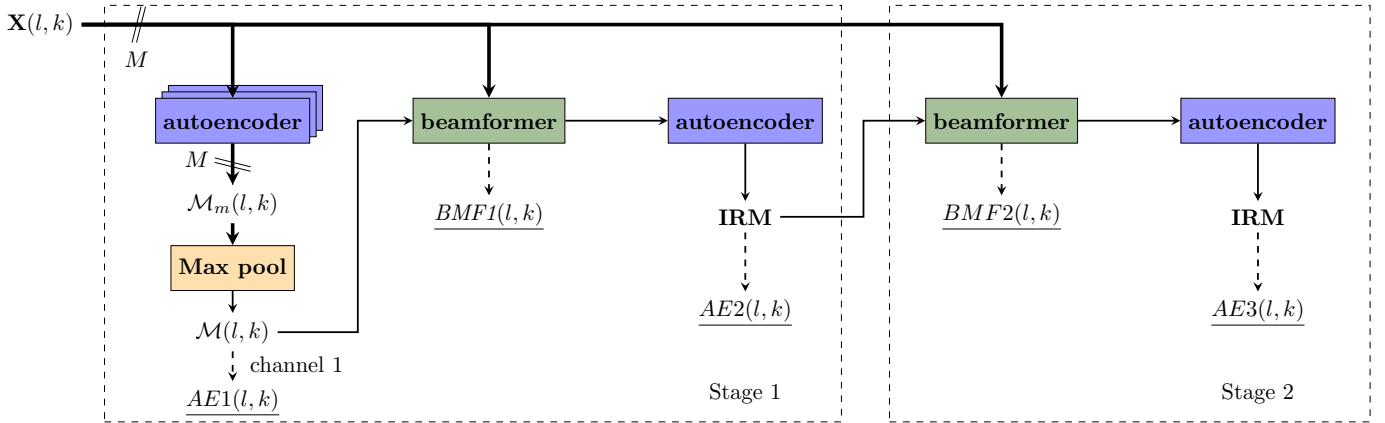 X(l, k)
M
autoencoder
beamformer
autoencoder
beamformer
autoencoder
M
ℳₘ(l, k)
BMF1(l, k)
IRM
BMF2(l, k)
IRM
Max pool
AE2(l, k)
AE3(l, k)
ℳ(l, k)
channel 1
AE1(l, k)
Stage 1
Stage 2